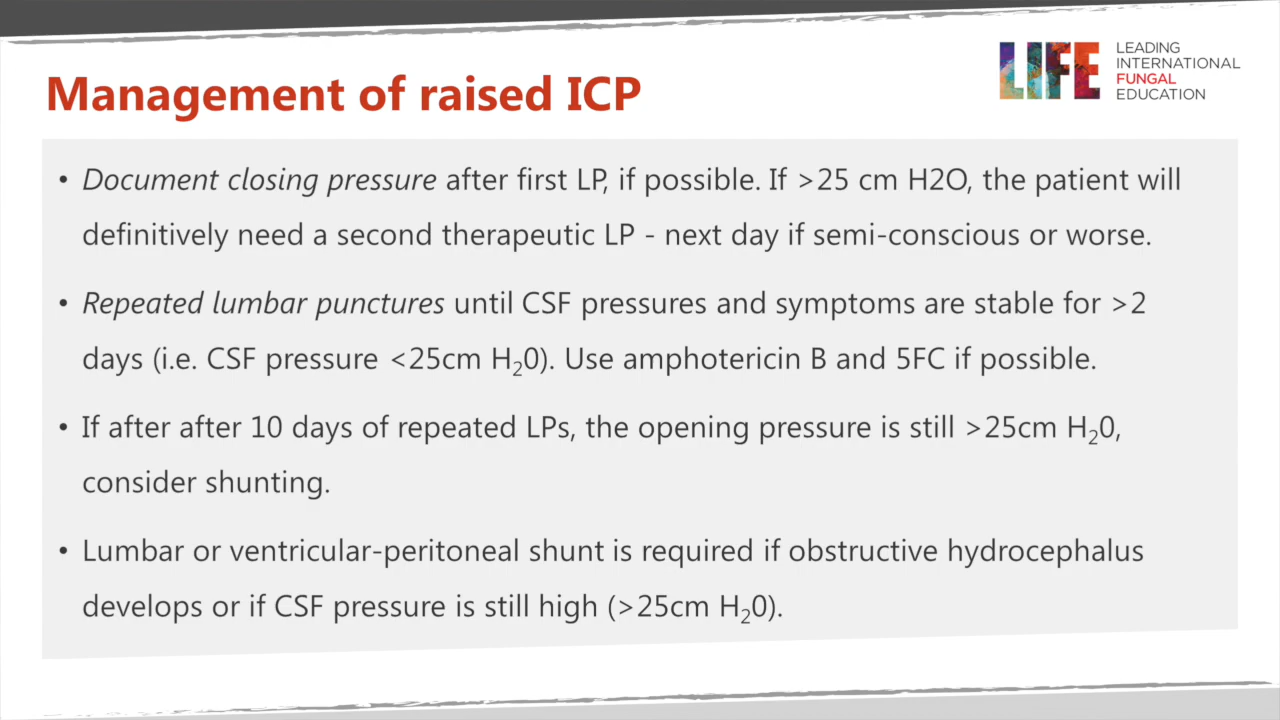 Management of raised ICP
LIFE
LEADING
INTERNATIONAL
FUNGAL
EDUCATION
• Document closing pressure after first LP, if possible. If >25 cm H2O, the patient will
definitively need a second therapeutic LP - next day if semi-conscious or worse.
• Repeated lumbar punctures until CSF pressures and symptoms are stable for >2
days (i.e. CSF pressure <25cm H₂0). Use amphotericin B and 5FC if possible.
• If after after 10 days of repeated LPs, the opening pressure is still >25cm H₂0,
consider shunting.
• Lumbar or ventricular-peritoneal shunt is required if obstructive hydrocephalus
develops or if CSF pressure is still high (>25cm H₂0).